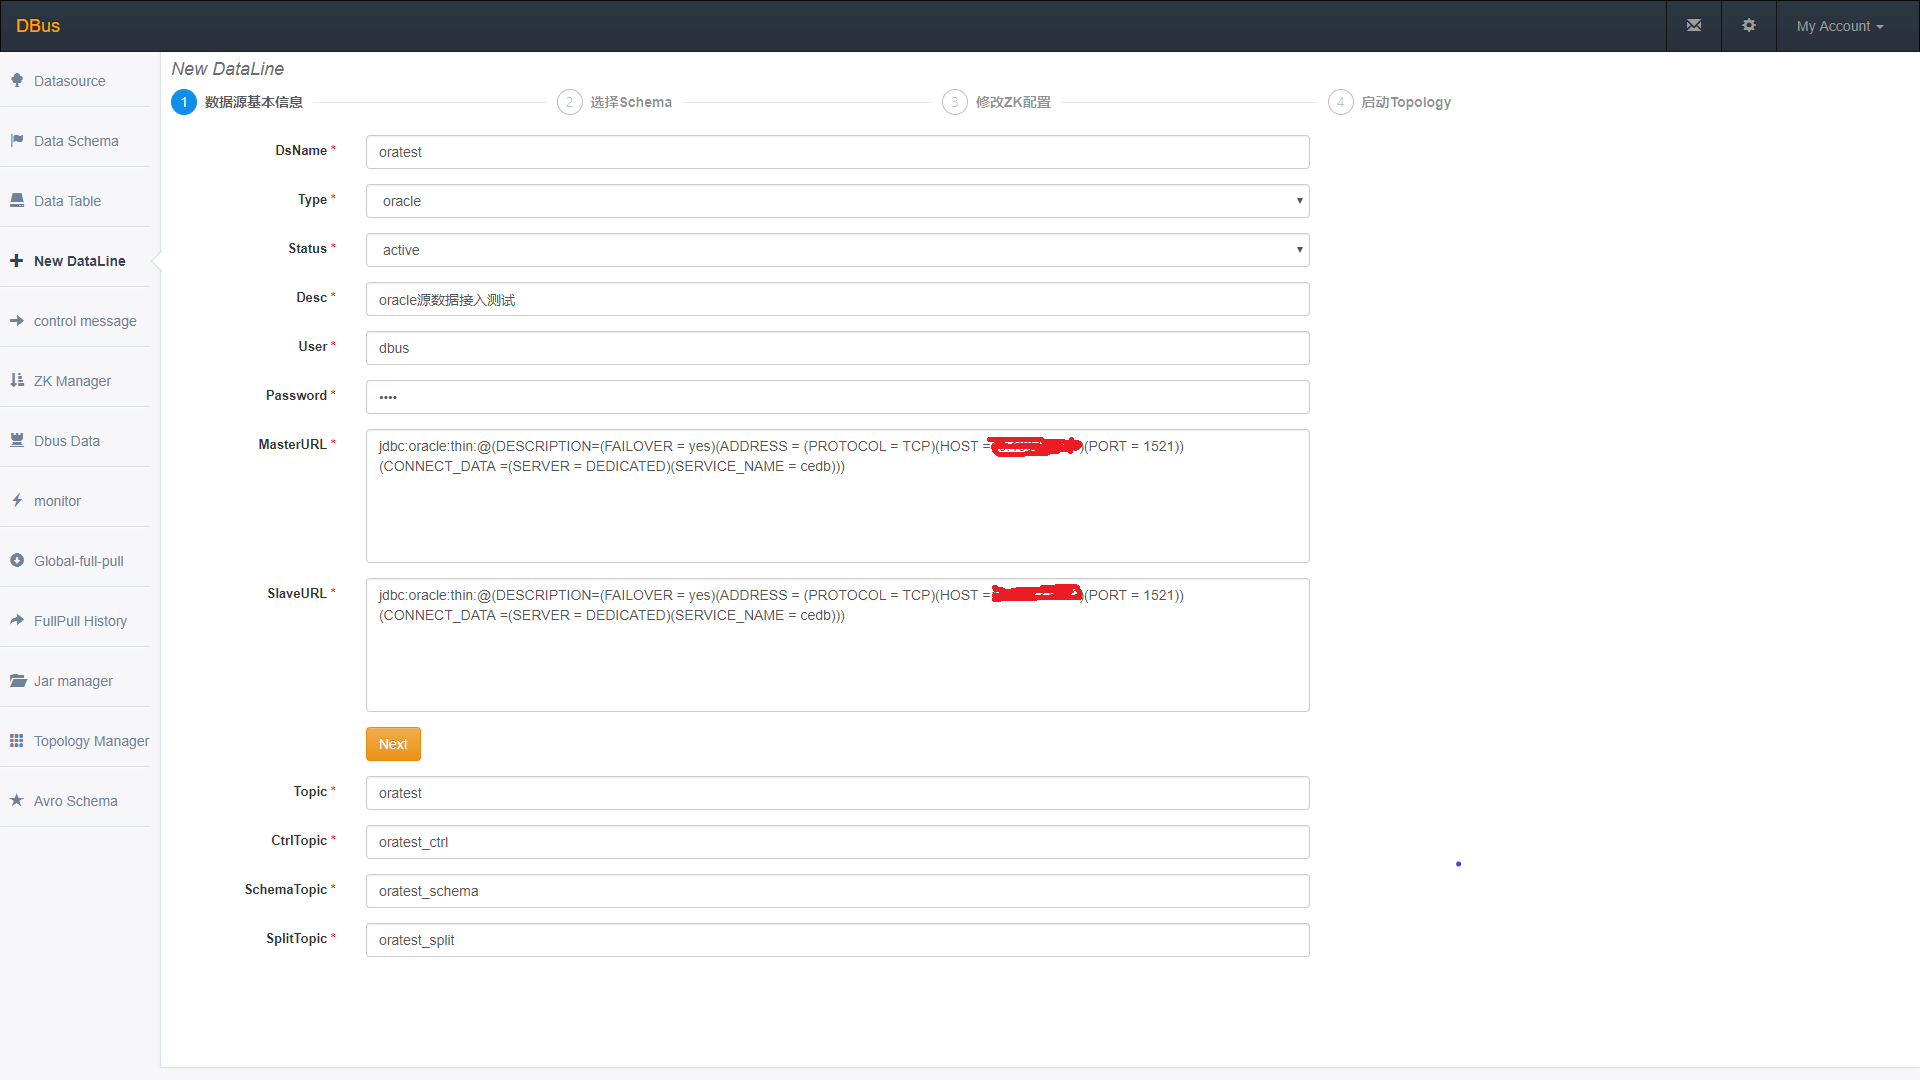 DBus
My Account
Datasource
Data Schema
Data Table
New DataLine
control message
ZK Manager
Dbus Data
monitor
Global-full-pull
FullPull History
Jar manager
Topology Manager
Avro Schema
New DataLine
1 数据源基本信息
2 选择Schema
3 修改ZK配置
4 启动Topology
DsName * oratest
Type * oracle
Status * active
Desc * oracle源数据接入测试
User * dbus
Password * ••••
MasterURL * jdbc:oracle:thin:@(DESCRIPTION=(FAILOVER = yes)(ADDRESS = (PROTOCOL = TCP)(HOST = )(PORT = 1521))
(CONNECT_DATA =(SERVER = DEDICATED)(SERVICE_NAME = cedb)))
SlaveURL * jdbc:oracle:thin:@(DESCRIPTION=(FAILOVER = yes)(ADDRESS = (PROTOCOL = TCP)(HOST = )(PORT = 1521))
(CONNECT_DATA =(SERVER = DEDICATED)(SERVICE_NAME = cedb)))
Next
Topic * oratest
CtrlTopic * oratest_ctrl
SchemaTopic * oratest_schema
SplitTopic * oratest_split